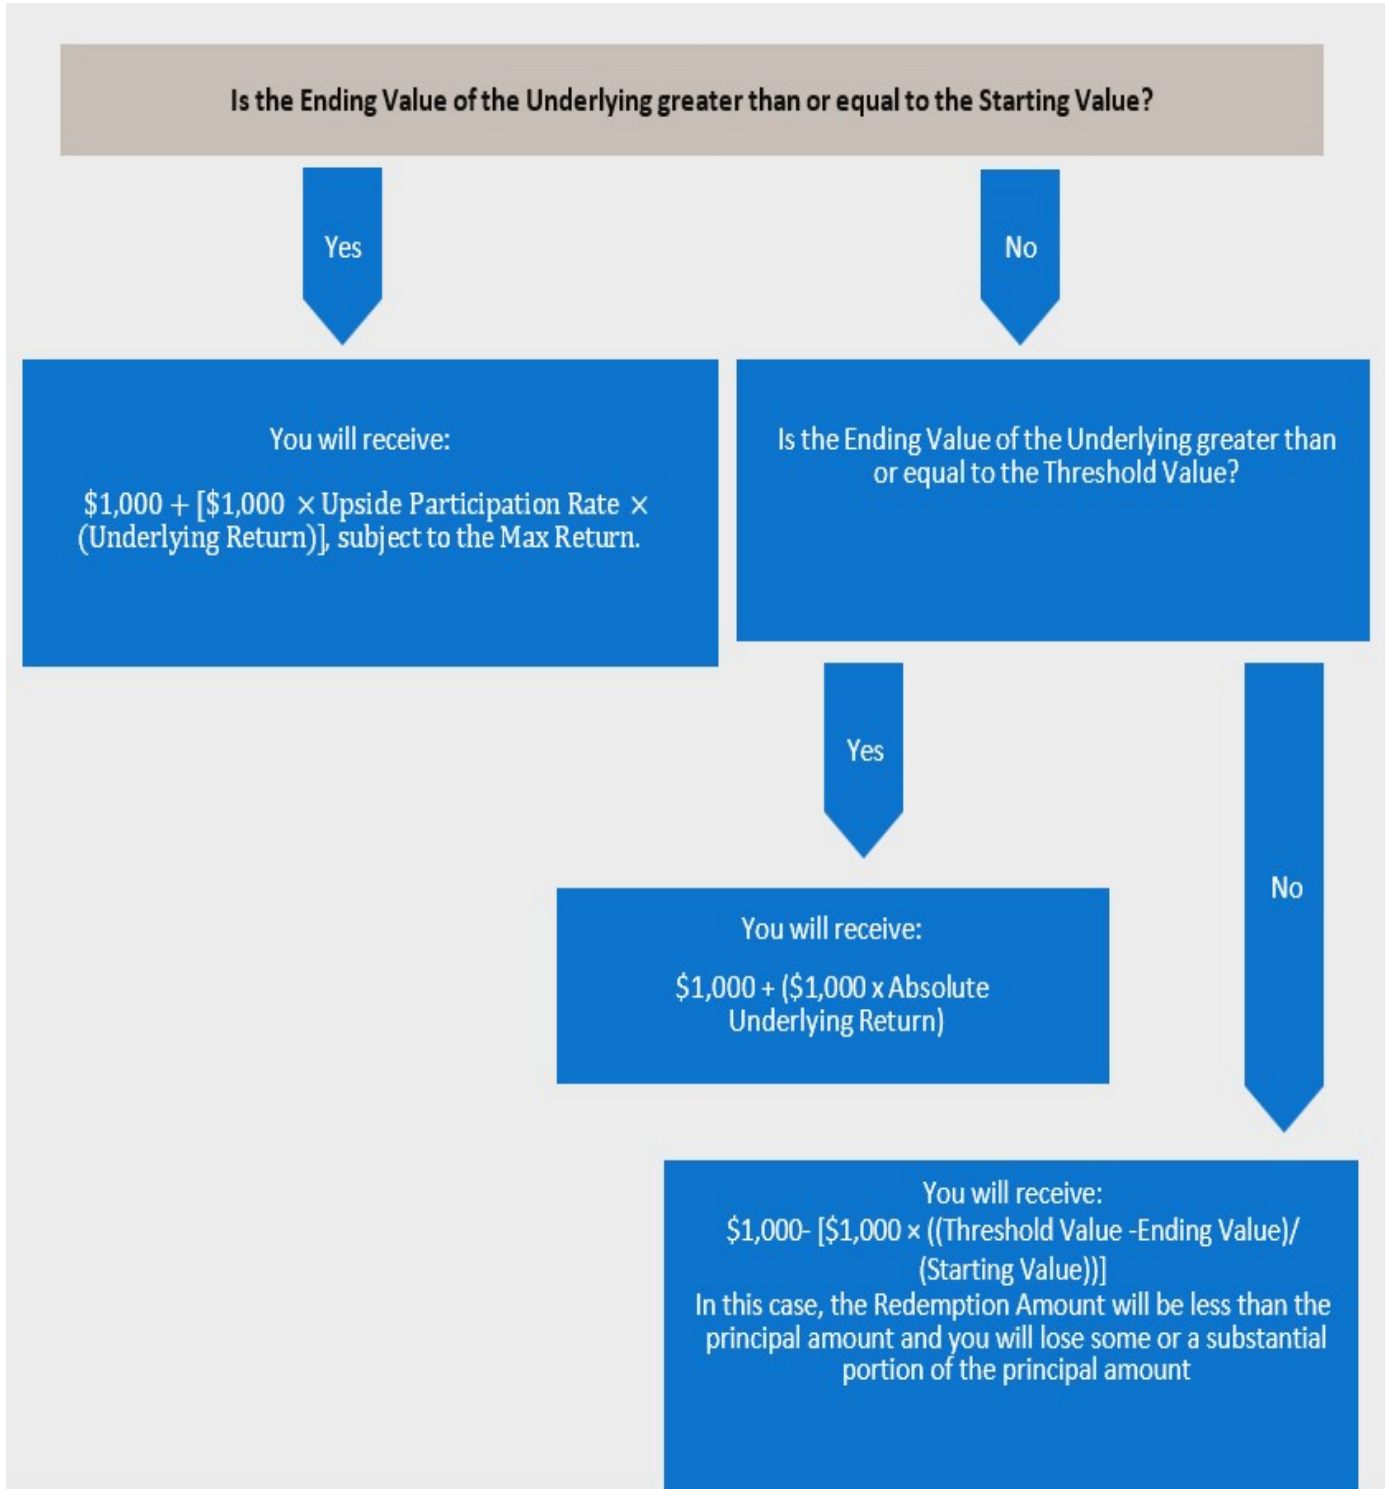 Is the Ending Value of the Underlying greater than or equal to the Starting Value?
Yes
No
You will receive:
$1,000 + [$1,000 × Upside Participation Rate ×
(Underlying Return)], subject to the Max Return.
Is the Ending Value of the Underlying greater than
or equal to the Threshold Value?
Yes
No
You will receive:
$1,000 + ($1,000 x Absolute
Underlying Return)
You will receive:
$1,000- [$1,000 × ((Threshold Value -Ending Value)/
(Starting Value))]
In this case, the Redemption Amount will be less than the
principal amount and you will lose some or a substantial
portion of the principal amount